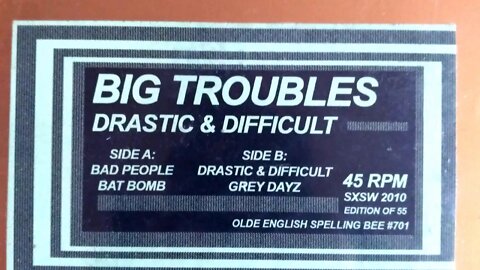 BIG TROUBLES
DRASTIC & DIFFICULT
SIDE A:
BAD PEOPLE
BAT BOMB
SIDE B:
DRASTIC & DIFFICULT
GREY DAYZ
45 RPM
SXSW 2010
EDITION OF 55
OLDE ENGLISH SPELLING BEE #701